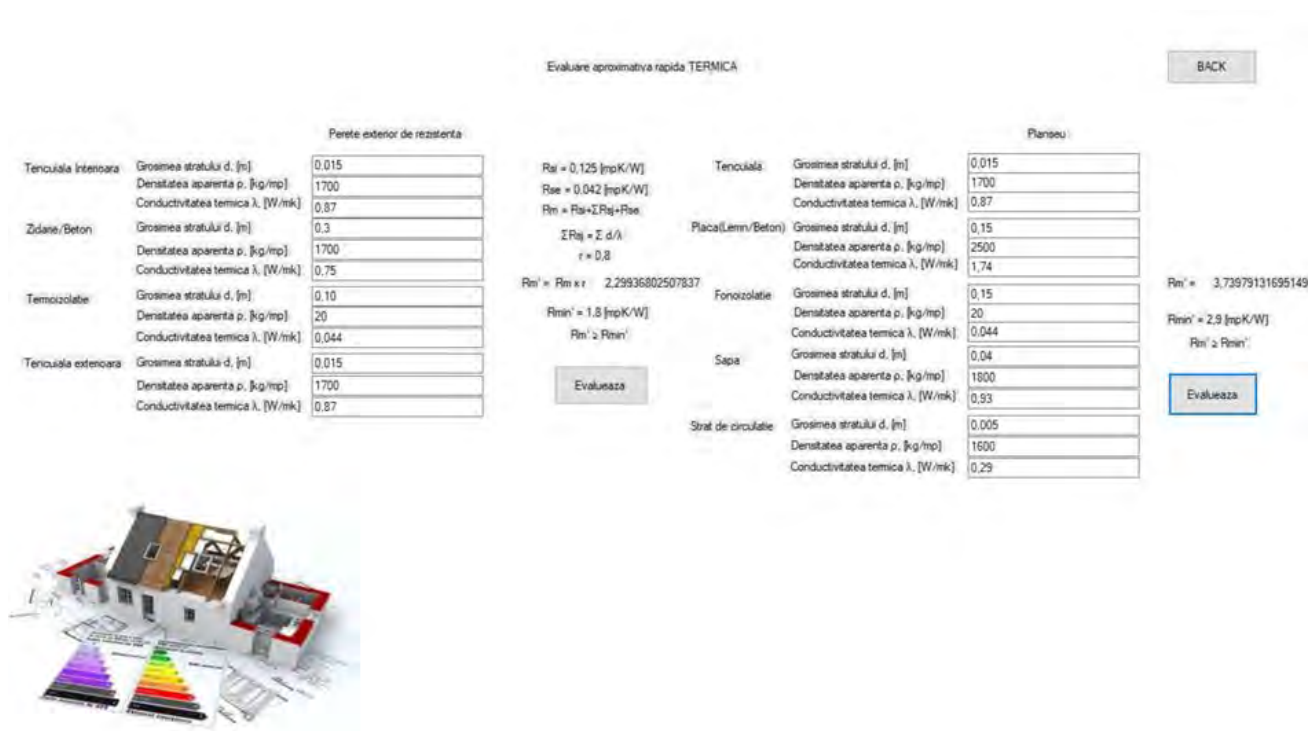 Evaluare aproximativa rapida TERMICA
BACK
Perete exterior de rezistenta
Tencuiala Interioara
Grosimea stratului d, [m]
0,015
Densitatea aparenta ρ, [kg/mp]
1700
Conductivitatea termica λ, [W/mk]
0,87
Zidarie/Beton
Grosimea stratului d, [m]
0,3
Densitatea aparenta ρ, [kg/mp]
1700
Conductivitatea termica λ, [W/mk]
0,75
Termoizolatie
Grosimea stratului d, [m]
0,10
Densitatea aparenta ρ, [kg/mp]
20
Conductivitatea termica λ, [W/mk]
0,044
Tencuiala exterioara
Grosimea stratului d, [m]
0,015
Densitatea aparenta ρ, [kg/mp]
1700
Conductivitatea termica λ, [W/mk]
0,87
Rsi = 0,125 [mpK/W]
Rse = 0,042 [mpK/W]
Rm = Rsi+ΣRsj+Rse
ΣRsj = Σ d/λ
r = 0,8
Rm' = Rm x r 2,29936802507837
Rmin' = 1,8 [mpK/W]
Rm' ≥ Rmin'
Evalueaza
Planseu
Tencuiala
Grosimea stratului d, [m]
0,015
Densitatea aparenta ρ, [kg/mp]
1700
Conductivitatea termica λ, [W/mk]
0,87
Placa(Lemn/Beton)
Grosimea stratului d, [m]
0,15
Densitatea aparenta ρ, [kg/mp]
2500
Conductivitatea termica λ, [W/mk]
1,74
Fonoizolatie
Grosimea stratului d, [m]
0,15
Densitatea aparenta ρ, [kg/mp]
20
Conductivitatea termica λ, [W/mk]
0,044
Sapa
Grosimea stratului d, [m]
0,04
Densitatea aparenta ρ, [kg/mp]
1800
Conductivitatea termica λ, [W/mk]
0,93
Strat de circulatie
Grosimea stratului d, [m]
0,005
Densitatea aparenta ρ, [kg/mp]
1600
Conductivitatea termica λ, [W/mk]
0,29
Rm' = 3,73979131695149
Rmin' = 2,9 [mpK/W]
Rm' ≥ Rmin'
Evalueaza